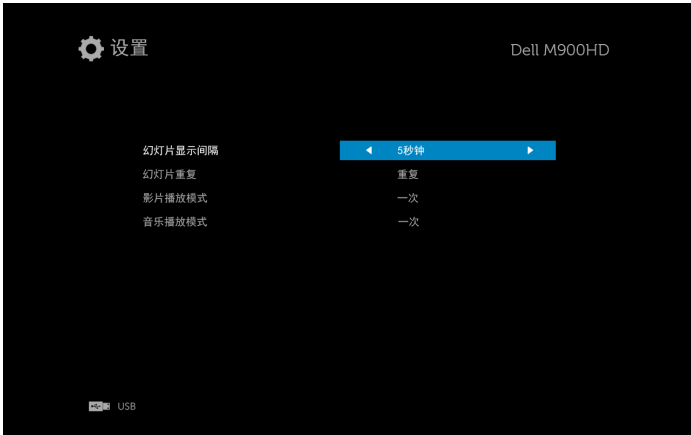 设置
Dell M900HD
幻灯片显示间隔 5秒钟
幻灯片重复 重复
影片播放模式 一次
音乐播放模式 一次
USB